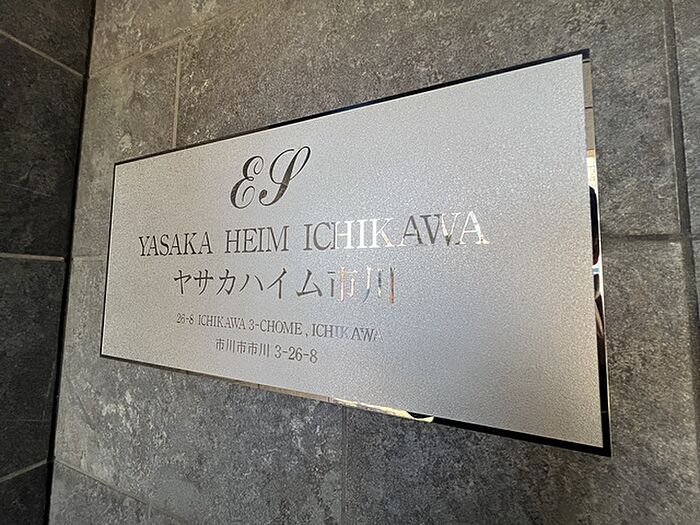 ES
YASAKA HEIM ICHIKAWA
ヤサカハイム市川
26-8 ICHIKAWA 3-CHOME, ICHIKAWA
市川市市川 3-26-8